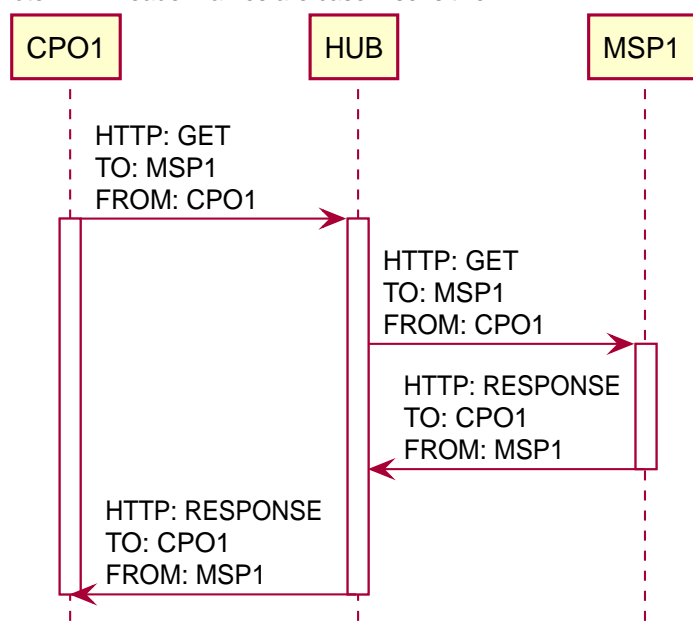 CPO1
HUB
MSP1
HTTP: GET
TO: MSP1
FROM: CPO1
HTTP: GET
TO: MSP1
FROM: CPO1
HTTP: RESPONSE
TO: CPO1
FROM: MSP1
HTTP: RESPONSE
TO: CPO1
FROM: MSP1